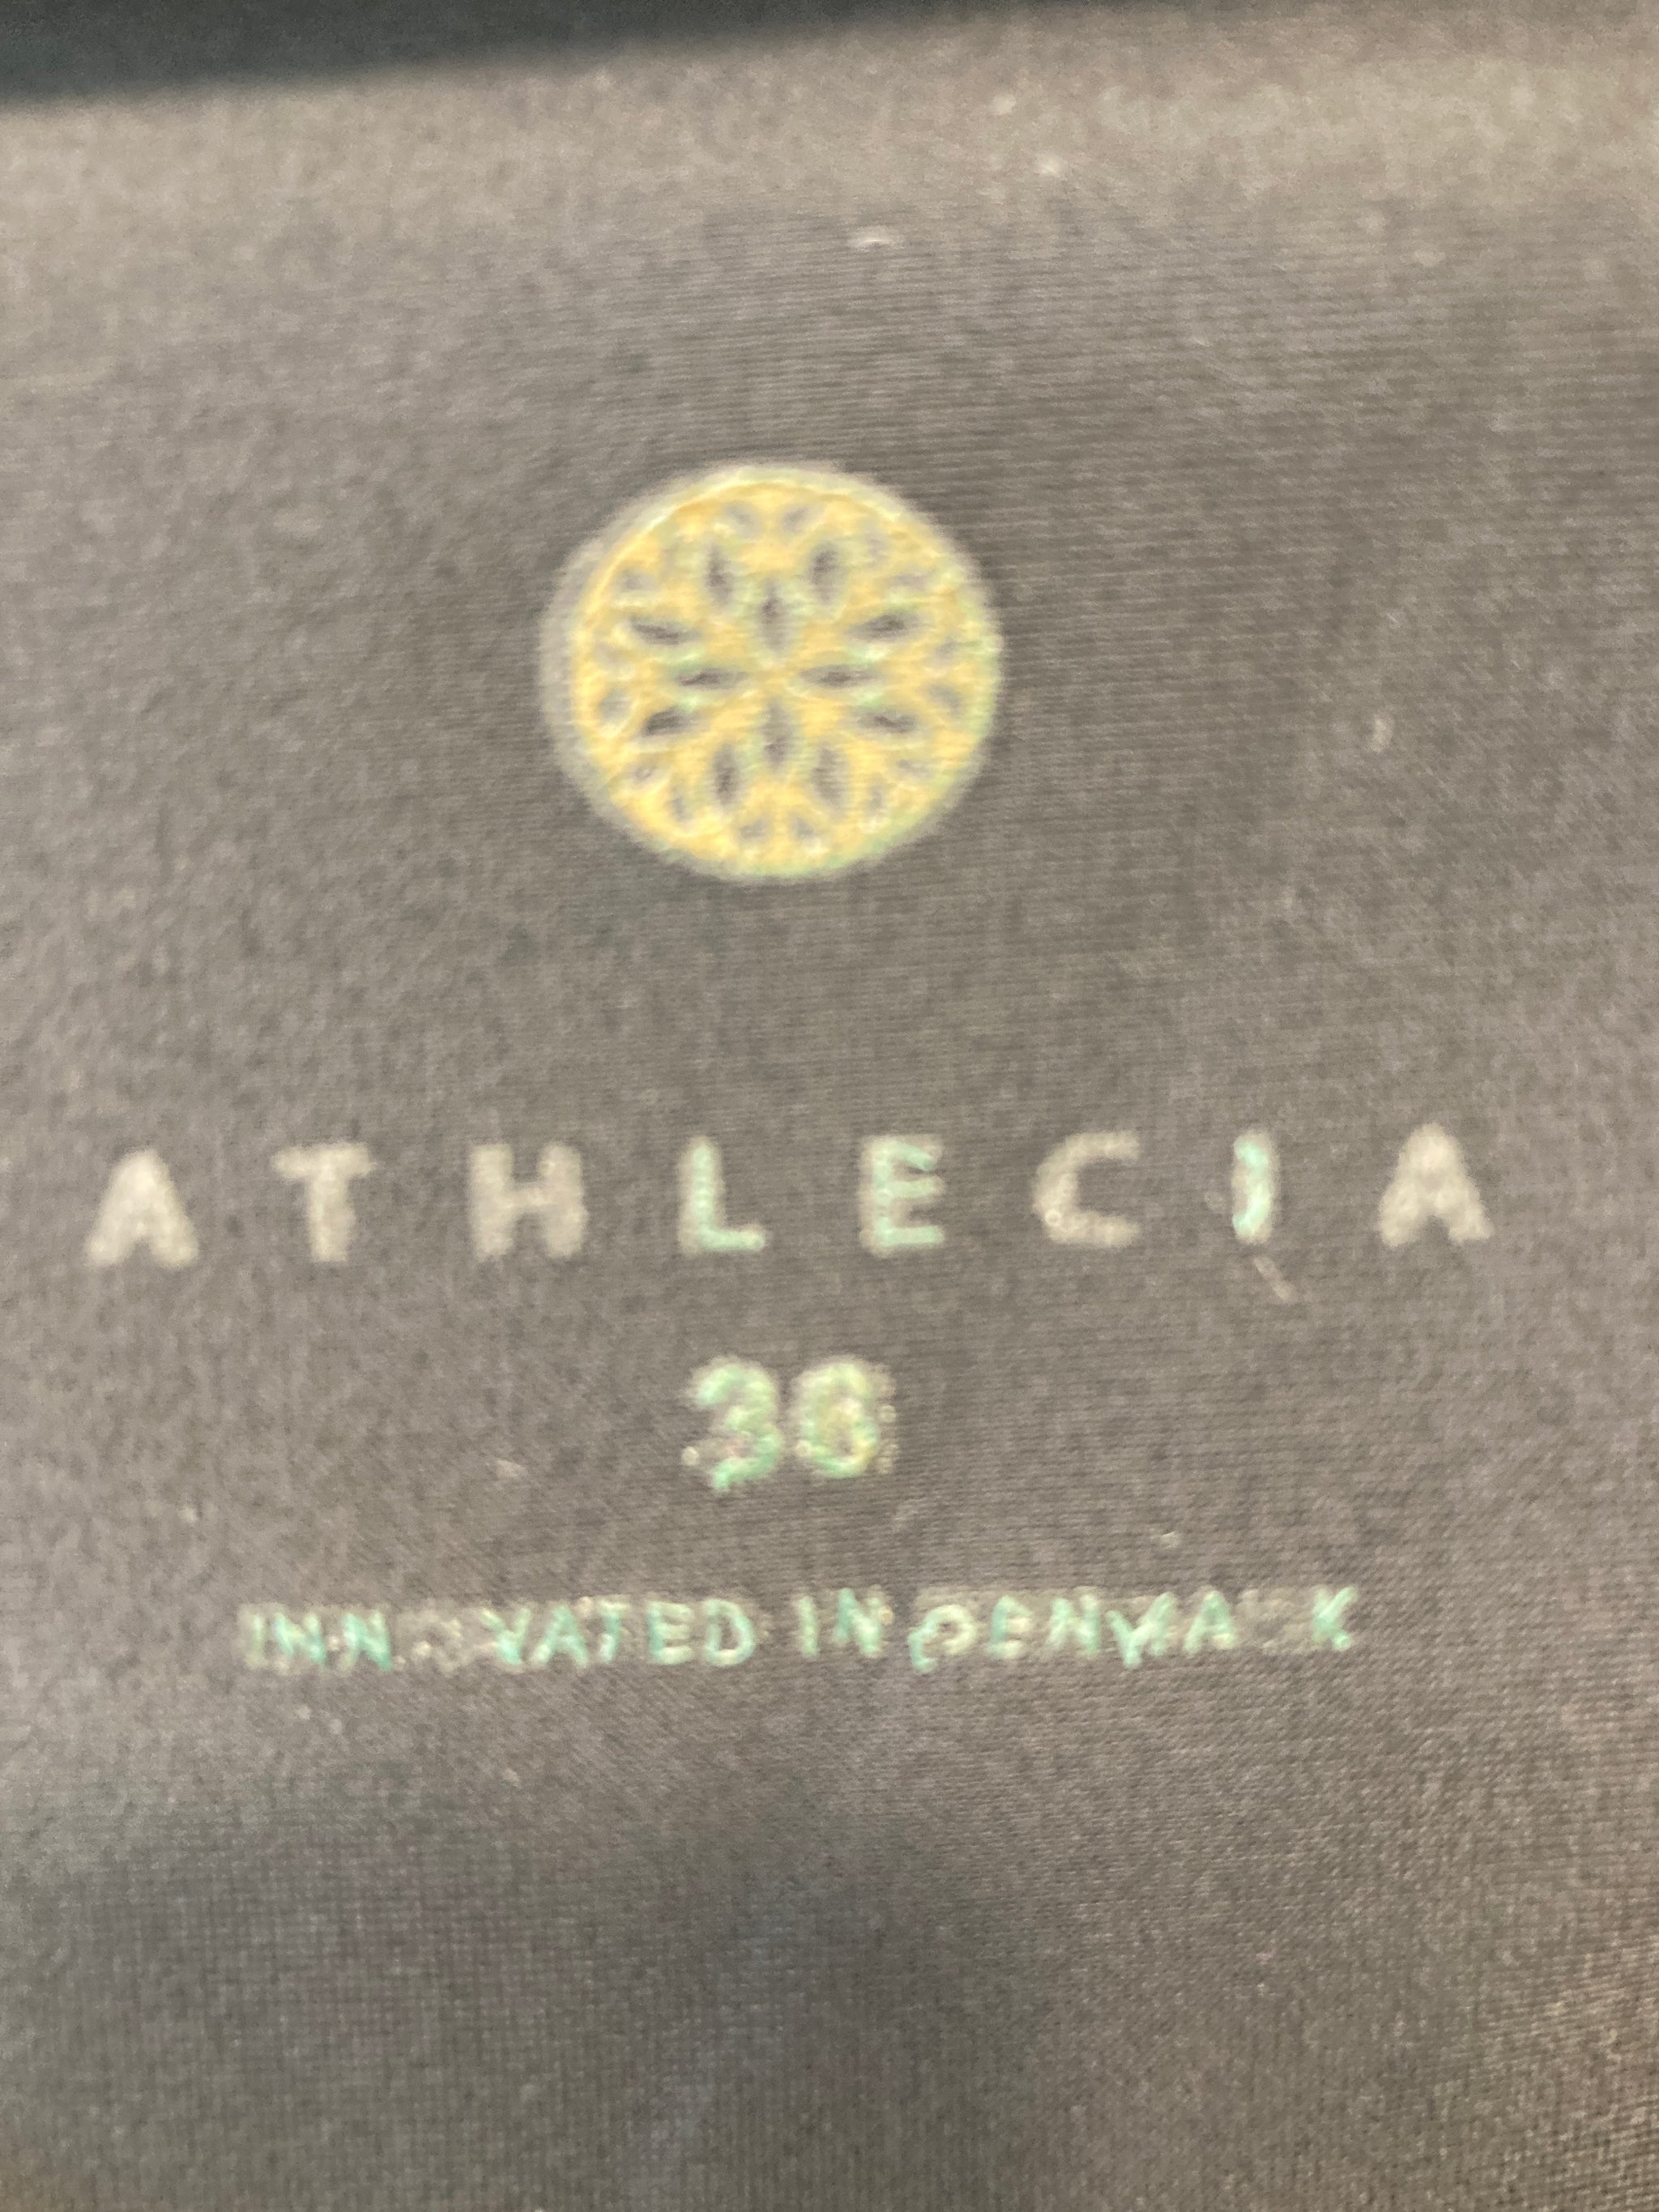 ATHLECIA
36
INNOVATED IN DENMARK